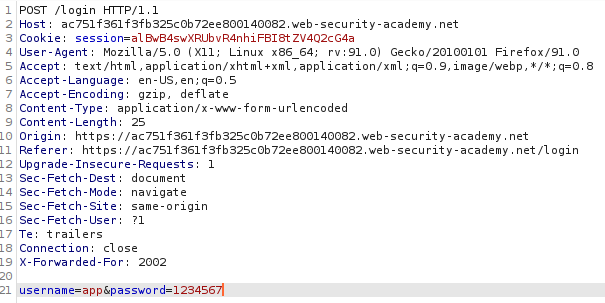 1 POST /login HTTP/1.1
2 Host: ac751f361f3fb325c0b72ee800140082.web-security-academy.net
3 Cookie: session=alBwB4swXRUbvR4nhiFBI8tZV4Q2cG4a
4 User-Agent: Mozilla/5.0 (X11; Linux x86_64; rv:91.0) Gecko/20100101 Firefox/91.0
5 Accept: text/html,application/xhtml+xml,application/xml;q=0.9,image/webp,*/*;q=0.8
6 Accept-Language: en-US,en;q=0.5
7 Accept-Encoding: gzip, deflate
8 Content-Type: application/x-www-form-urlencoded
9 Content-Length: 25
10 Origin: https://ac751f361f3fb325c0b72ee800140082.web-security-academy.net
11 Referer: https://ac751f361f3fb325c0b72ee800140082.web-security-academy.net/login
12 Upgrade-Insecure-Requests: 1
13 Sec-Fetch-Dest: document
14 Sec-Fetch-Mode: navigate
15 Sec-Fetch-Site: same-origin
16 Sec-Fetch-User: ?1
17 Te: trailers
18 Connection: close
19 X-Forwarded-For: 2002
20
21 username=app&password=1234567